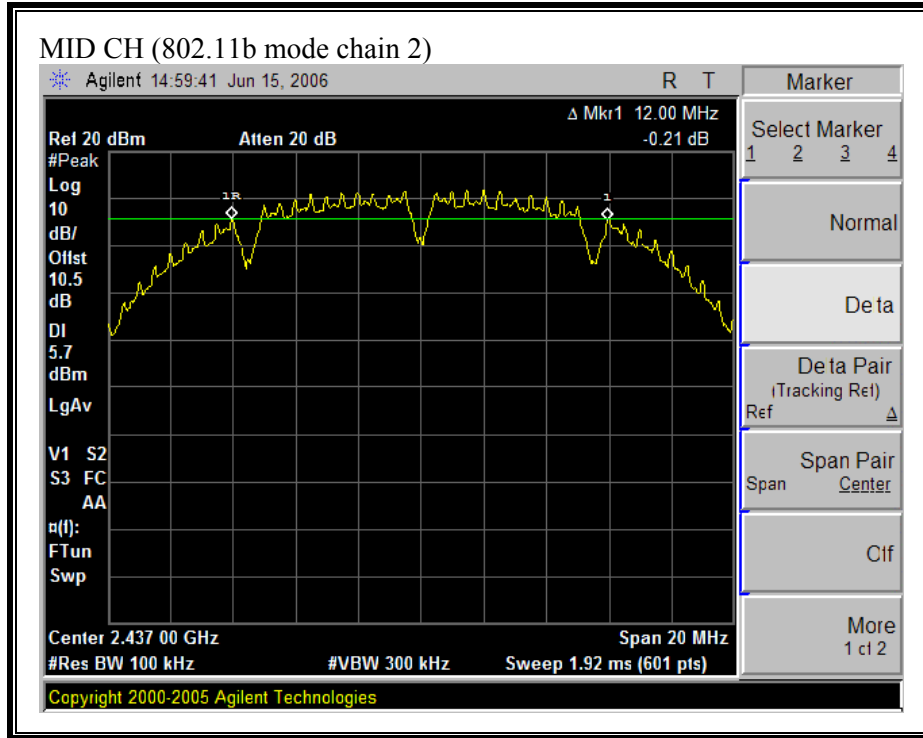 MID CH (802.11b mode chain 2)
Agilent 14:59:41 Jun 15, 2006 R T
Δ Mkr1 12.00 MHz
Ref 20 dBm Atten 20 dB -0.21 dB
#Peak
Log
10
dB/
Offst
10.5
dB
DI
5.7
dBm
LgAv
V1 S2
S3 FC
AA
¤(f):
FTun
Swp
1R
1
Center 2.437 00 GHz Span 20 MHz
#Res BW 100 kHz #VBW 300 kHz Sweep 1.92 ms (601 pts)
Copyright 2000-2005 Agilent Technologies
Marker
Select Marker
1 2 3 4
Normal
De ta
De ta Pair
(Tracking Ref)
Ref Δ
Span Pair
Span Center
Off
More
1 of 2